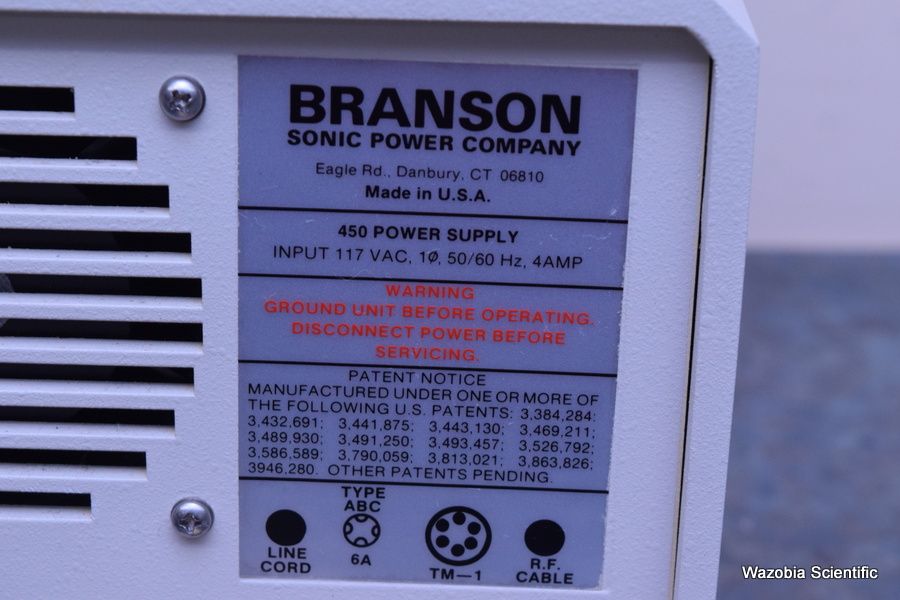 BRANSON
SONIC POWER COMPANY
Eagle Rd., Danbury, CT 06810
Made in U.S.A.
450 POWER SUPPLY
INPUT 117 VAC, 1Ø, 50/60 Hz, 4AMP
WARNING
GROUND UNIT BEFORE OPERATING.
DISCONNECT POWER BEFORE
SERVICING.
PATENT NOTICE
MANUFACTURED UNDER ONE OR MORE OF
THE FOLLOWING U.S. PATENTS: 3,384,284;
3,432,691; 3,441,875; 3,443,130; 3,469,211;
3,489,930; 3,491,250; 3,493,457; 3,526,792;
3,586,589; 3,790,059; 3,813,021; 3,863,826;
3946,280. OTHER PATENTS PENDING.
LINE
CORD
TYPE
ABC
6A
TM—1
R.F.
CABLE
Wazobia Scientific